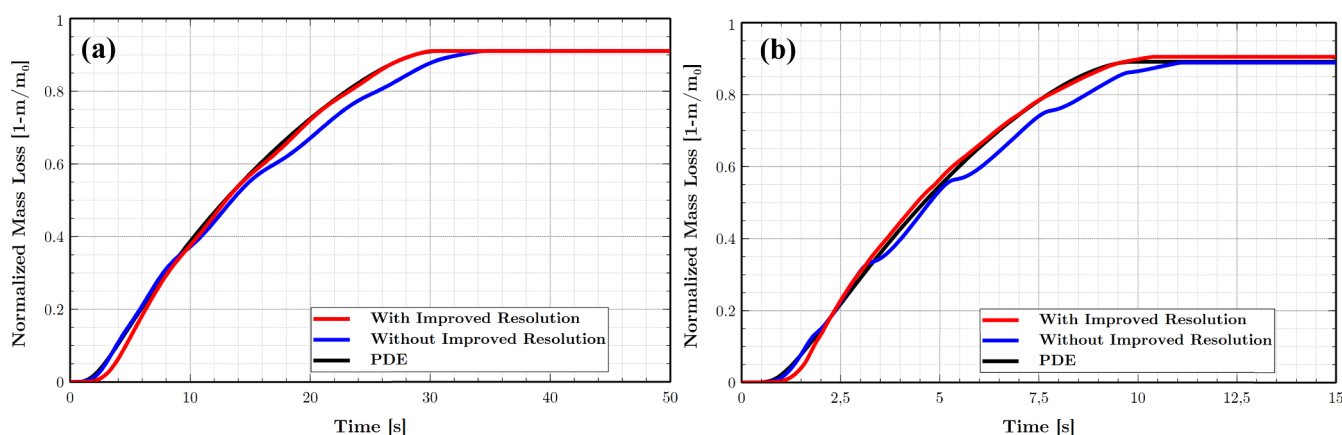 (a)
Normalized Mass Loss [1-m/m₀]
1
0.8
0.6
0.4
0.2
0
With Improved Resolution
Without Improved Resolution
PDE
0 10 20 30 40 50
Time [s]
(b)
Normalized Mass Loss [1-m/m₀]
1
0.8
0.6
0.4
0.2
0
With Improved Resolution
Without Improved Resolution
PDE
0 2,5 5 7,5 10 12,5 15
Time [s]